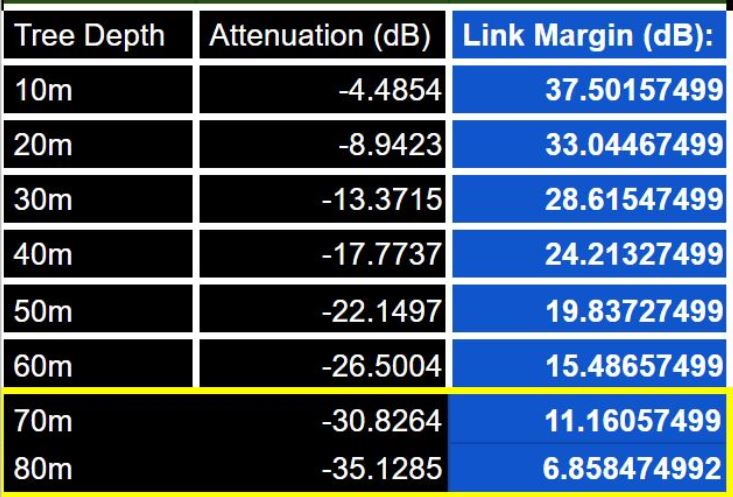 Tree Depth Attenuation (dB) Link Margin (dB):
10m -4.4854 37.50157499
20m -8.9423 33.04467499
30m -13.3715 28.61547499
40m -17.7737 24.21327499
50m -22.1497 19.83727499
60m -26.5004 15.48657499
70m -30.8264 11.16057499
80m -35.1285 6.858474992